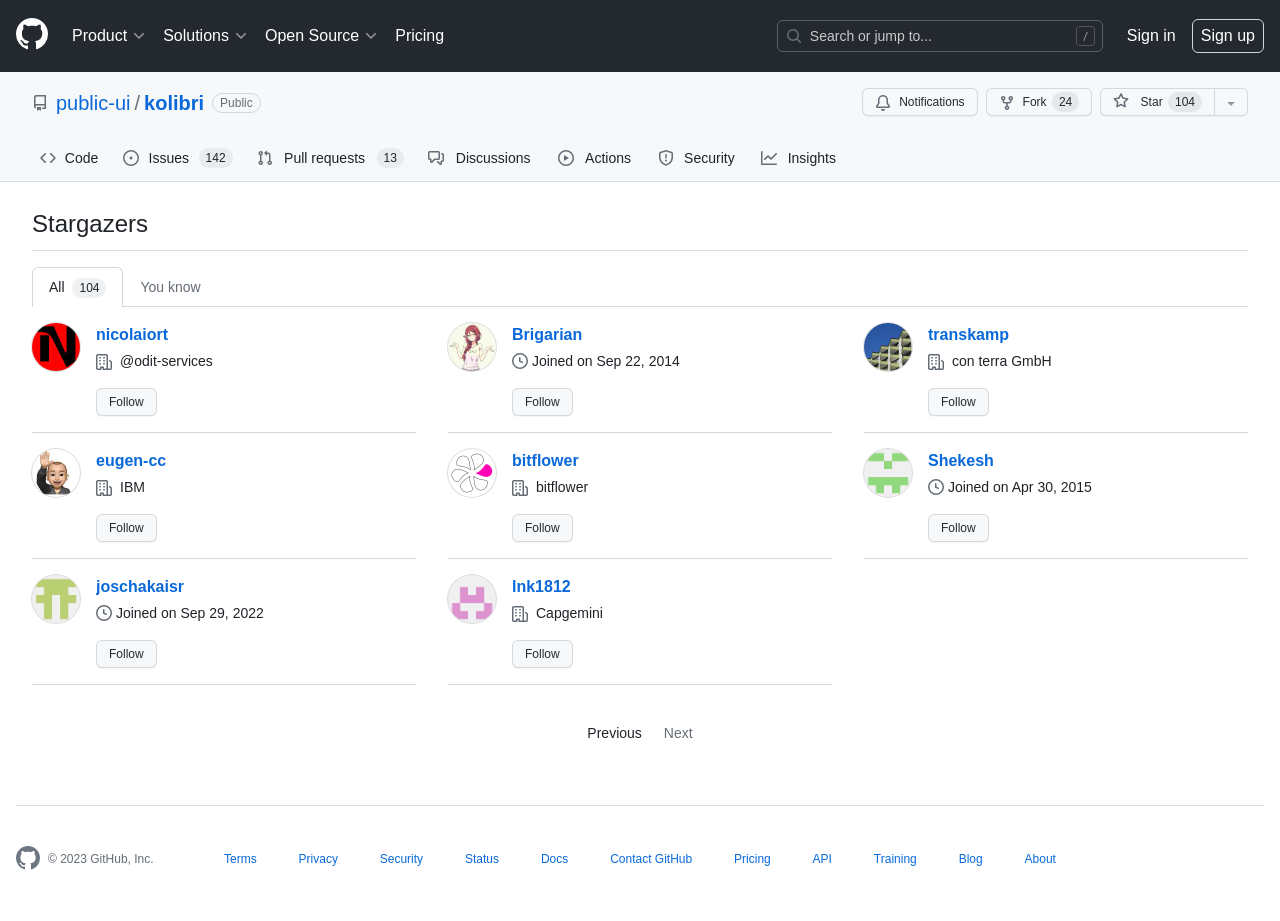 Product Solutions Open Source Pricing Search or jump to... / Sign in Sign up
public-ui / kolibri Public Notifications Fork 24 Star 104
Code Issues 142 Pull requests 13 Discussions Actions Security Insights
Stargazers
All 104 You know
nicolaiort
@odit-services
Follow
Brigarian
Joined on Sep 22, 2014
Follow
transkamp
con terra GmbH
Follow
eugen-cc
IBM
Follow
bitflower
bitflower
Follow
Shekesh
Joined on Apr 30, 2015
Follow
joschakaisr
Joined on Sep 29, 2022
Follow
lnk1812
Capgemini
Follow
Previous Next
© 2023 GitHub, Inc. Terms Privacy Security Status Docs Contact GitHub Pricing API Training Blog About